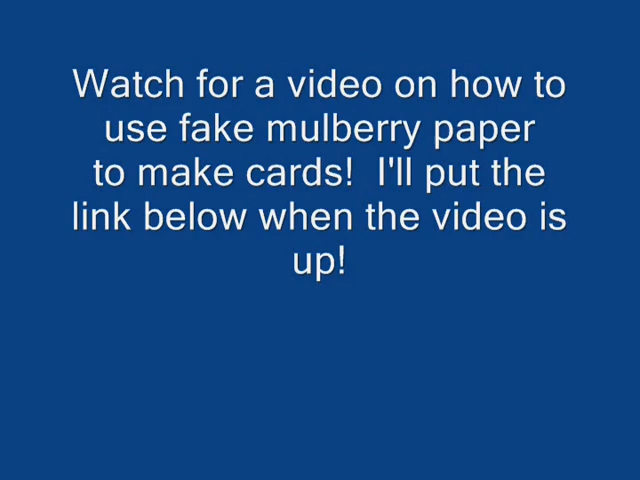 Watch for a video on how to
use fake mulberry paper
to make cards!  I'll put the
link below when the video is
up!